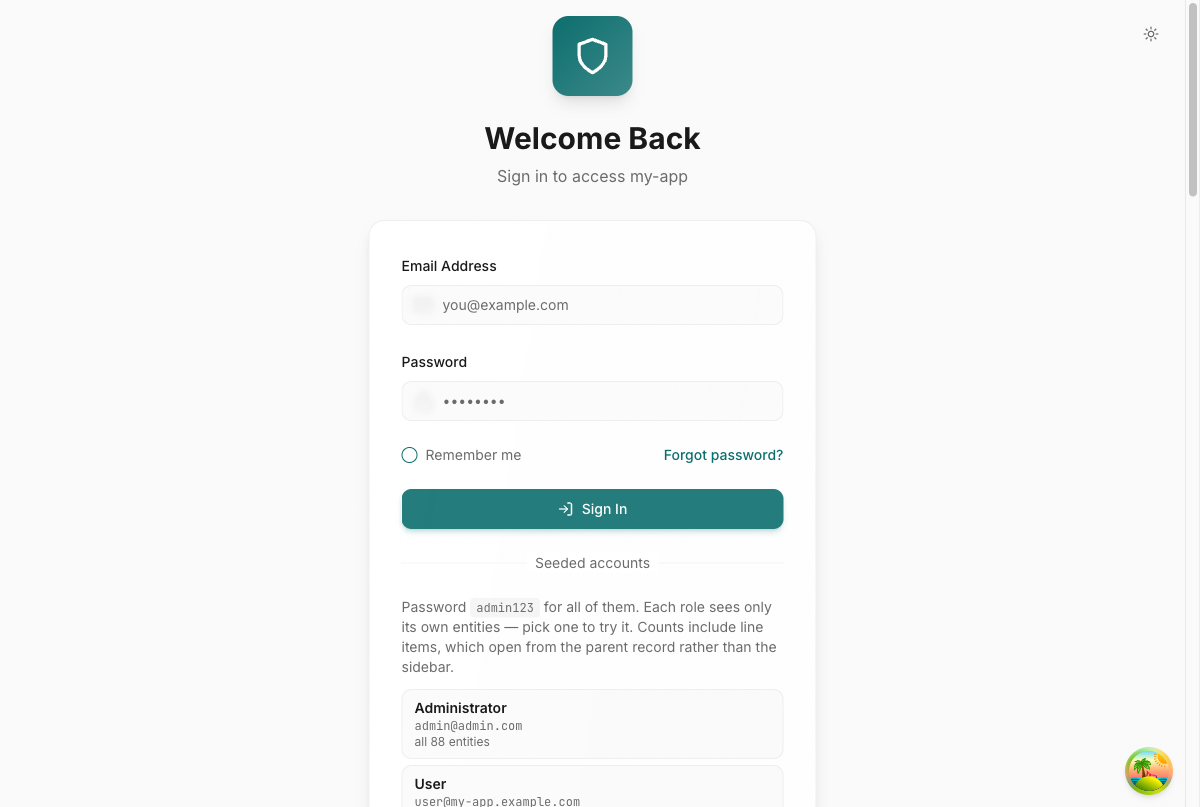 Welcome Back
Sign in to access my-app
Email Address
you@example.com
Password
••••••••
Remember me
Forgot password?
Sign In
Seeded accounts
Password admin123 for all of them. Each role sees only
its own entities — pick one to try it. Counts include line
items, which open from the parent record rather than the
sidebar.
Administrator
admin@admin.com
all 88 entities
User
user@my-app.example.com